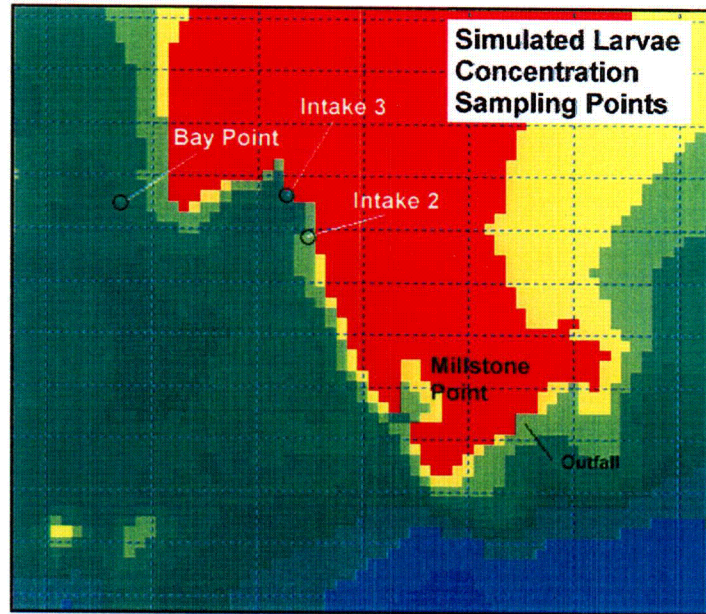 Simulated Larvae
Concentration
Sampling Points
Intake 3
Bay Point
Intake 2
Millstone
Point
Outfall